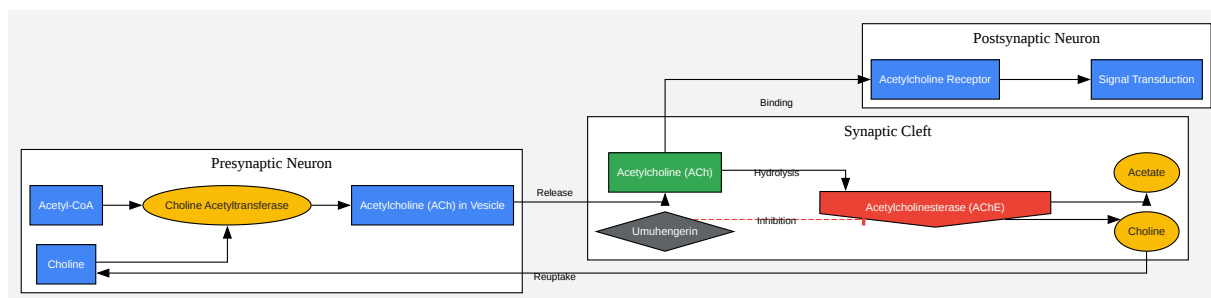 Postsynaptic Neuron
Acetylcholine Receptor
Signal Transduction
Binding
Synaptic Cleft
Presynaptic Neuron
Acetylcholine (ACh)
Hydrolysis
Acetate
Acetyl-CoA
Choline Acetyltransferase
Acetylcholine (ACh) in Vesicle
Release
Acetylcholinesterase (AChE)
Umuhengerin
Inhibition
Choline
Choline
Reuptake